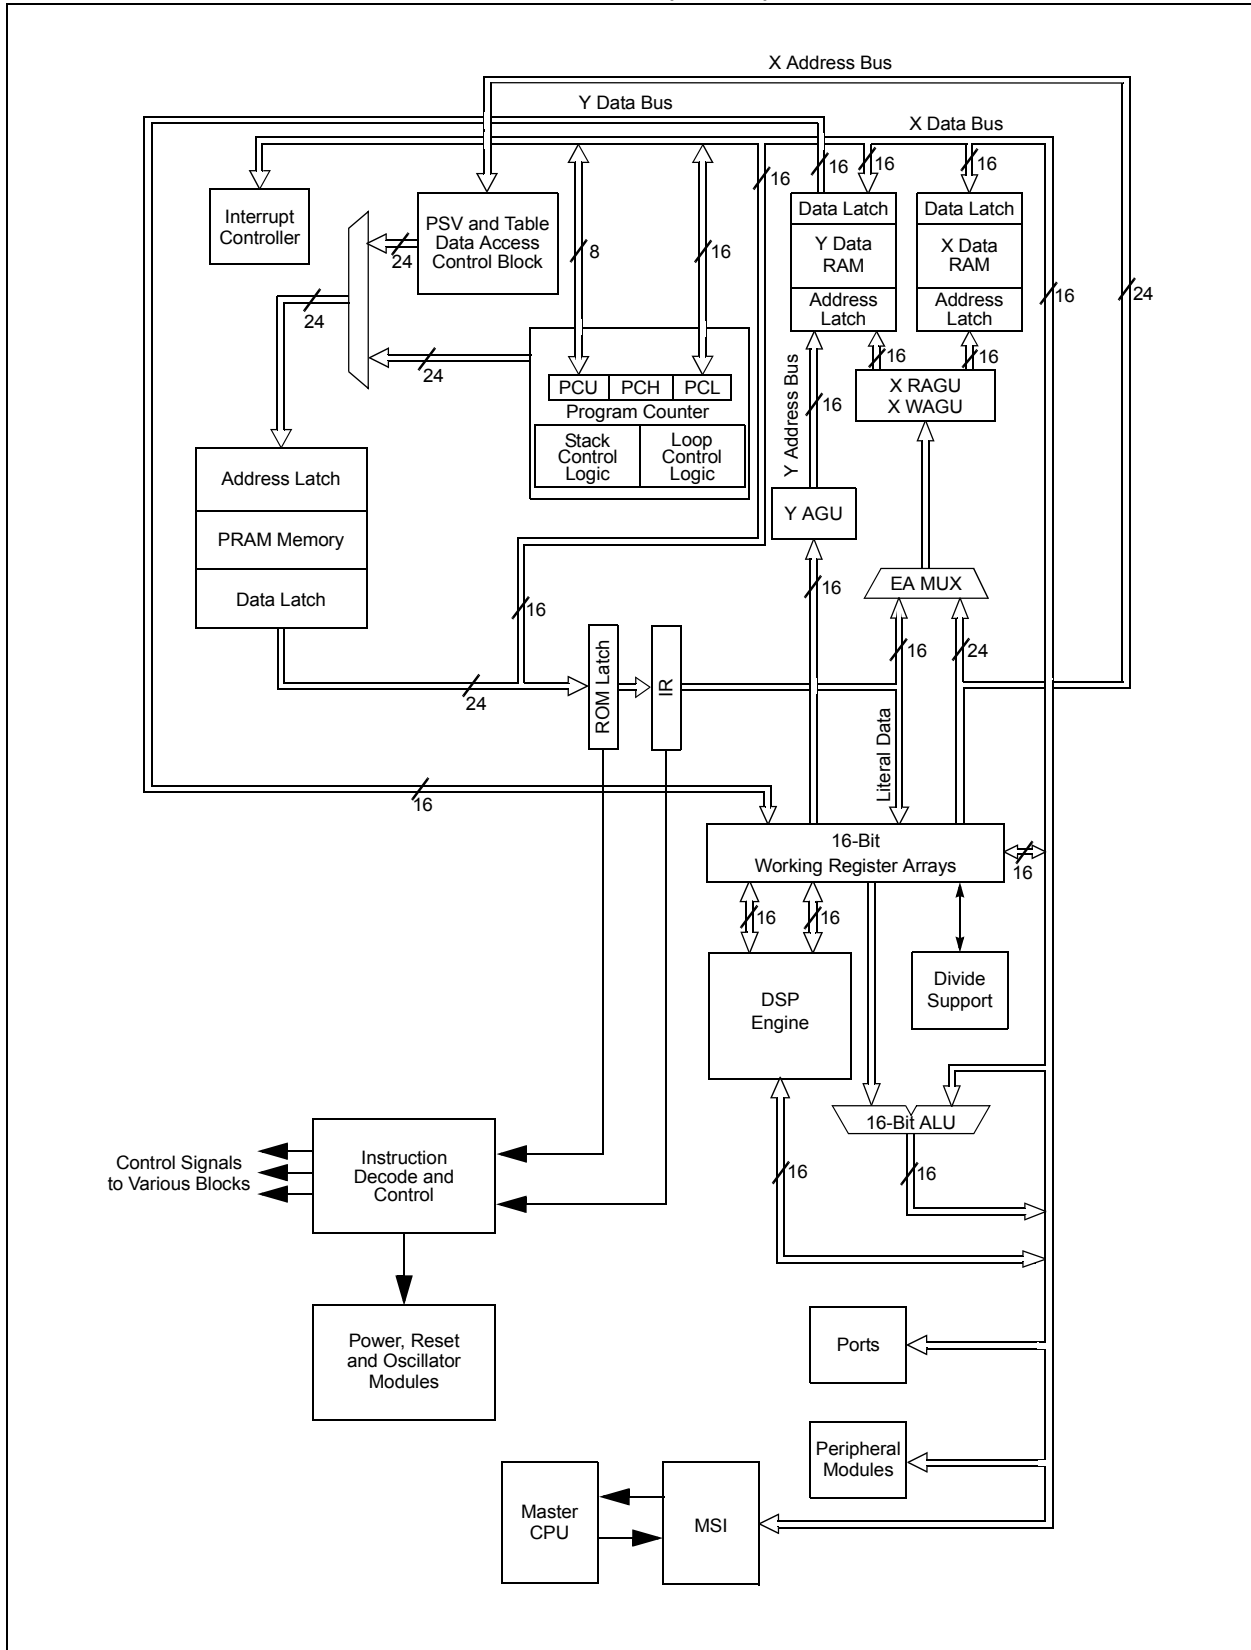 X Address Bus
Y Data Bus
X Data Bus
16
16
16
16
Interrupt
Controller
PSV and Table
Data Access
Control Block
24
8
16
Data Latch
Y Data
RAM
Address
Latch
Data Latch
X Data
RAM
Address
Latch
16
24
24
24
16
16
PCU
PCH
PCL
Program Counter
Stack
Control
Logic
Loop
Control
Logic
Y Address Bus
16
X RAGU
X WAGU
Address Latch
PRAM Memory
Data Latch
Y AGU
EA MUX
16
16
16
24
24
ROM Latch
IR
Literal Data
16
16-Bit
Working Register Arrays
16
16
16
DSP
Engine
Divide
Support
16-Bit ALU
16
16
Control Signals
to Various Blocks
Instruction
Decode and
Control
Power, Reset
and Oscillator
Modules
Ports
Peripheral
Modules
Master
CPU
MSI